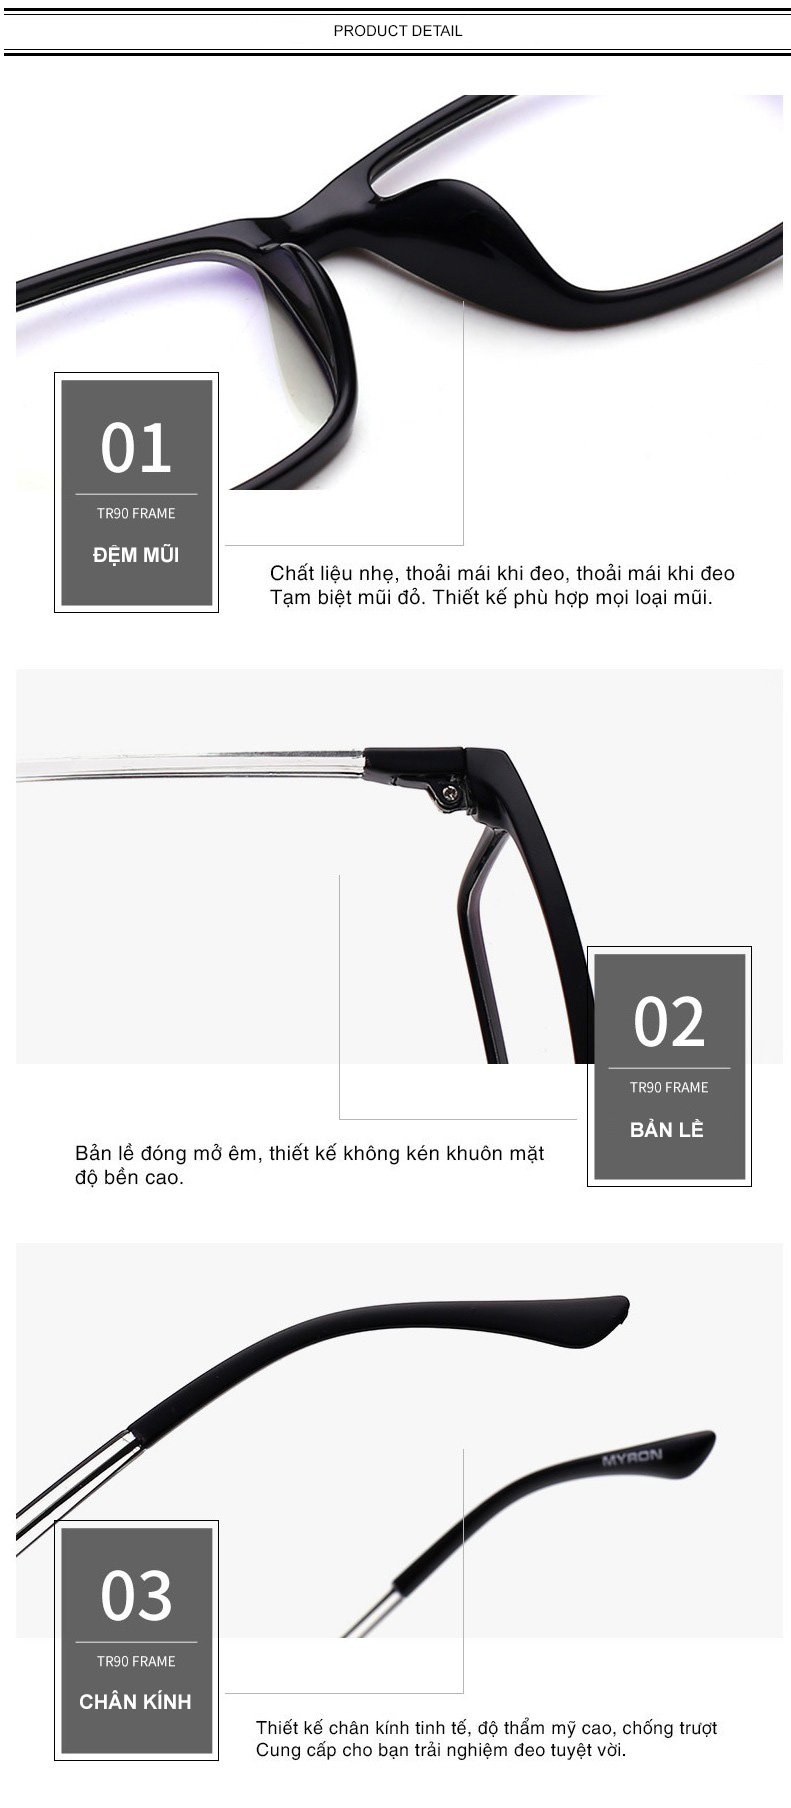 PRODUCT DETAIL
01
TR90 FRAME
ĐỆM MŨI
Chất liệu nhẹ, thoải mái khi đeo, thoải mái khi đeo
Tạm biệt mũi đỏ. Thiết kế phù hợp mọi loại mũi.
02
TR90 FRAME
BẢN LỀ
Bản lề đóng mở êm, thiết kế không kén khuôn mặt
độ bền cao.
MYRON
03
TR90 FRAME
CHÂN KÍNH
Thiết kế chân kính tinh tế, độ thẩm mỹ cao, chống trượt
Cung cấp cho bạn trải nghiệm đeo tuyệt vời.